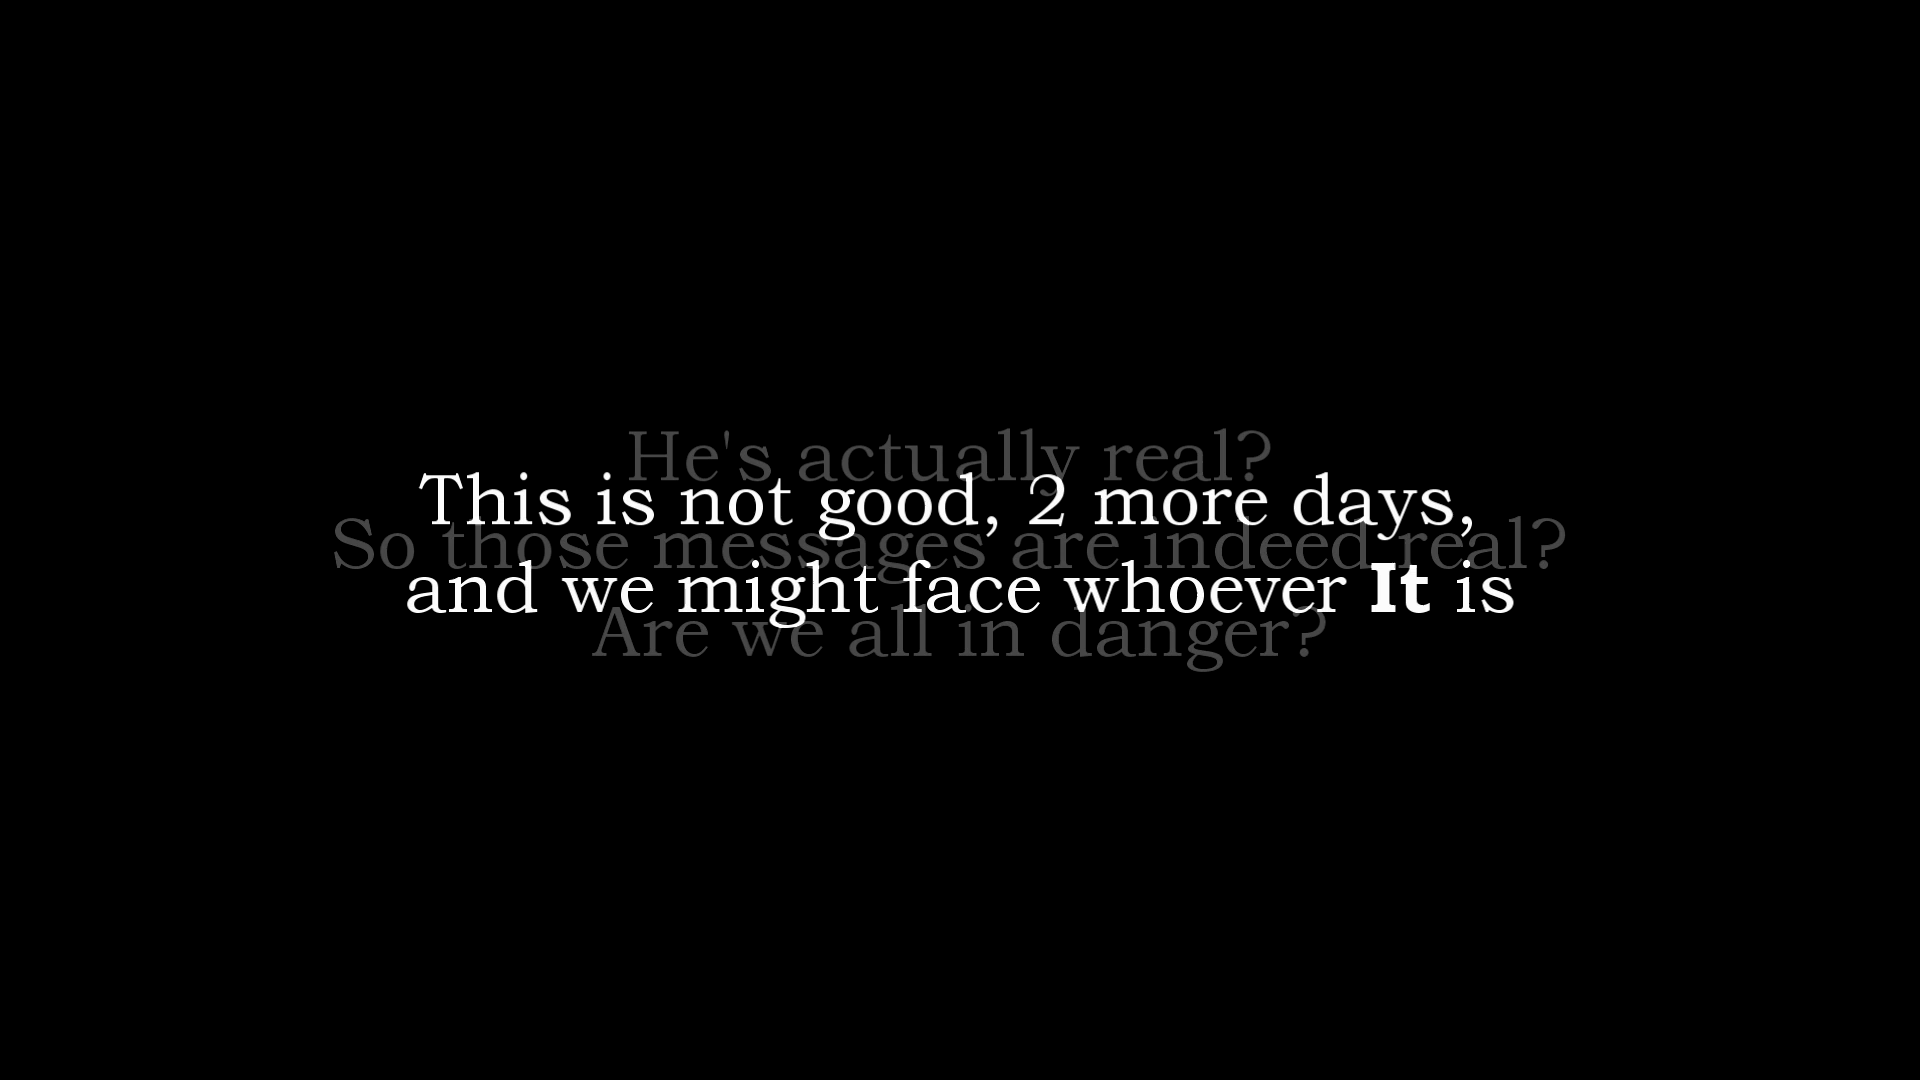 He's actually real?
This is not good, 2 more days,
So those messages are indeed real?
and we might face whoever It is
Are we all in danger?